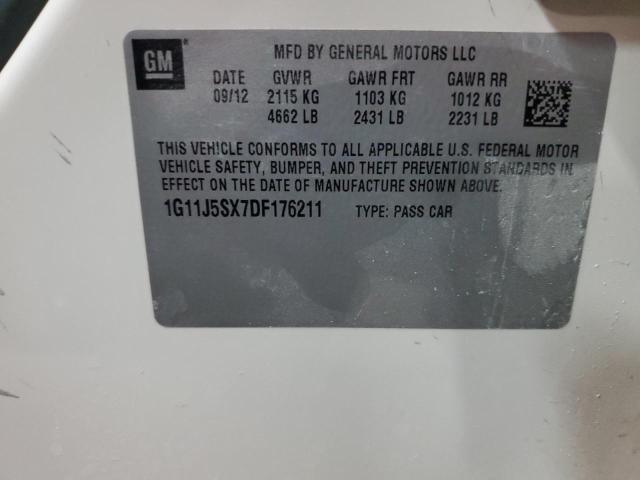 GM ®
MFD BY GENERAL MOTORS LLC
DATE GVWR GAWR FRT GAWR RR
09/12 2115 KG 1103 KG 1012 KG
4662 LB 2431 LB 2231 LB
THIS VEHICLE CONFORMS TO ALL APPLICABLE U.S. FEDERAL MOTOR
VEHICLE SAFETY, BUMPER, AND THEFT PREVENTION STANDARDS IN
EFFECT ON THE DATE OF MANUFACTURE SHOWN ABOVE.
1G11J5SX7DF176211 TYPE: PASS CAR